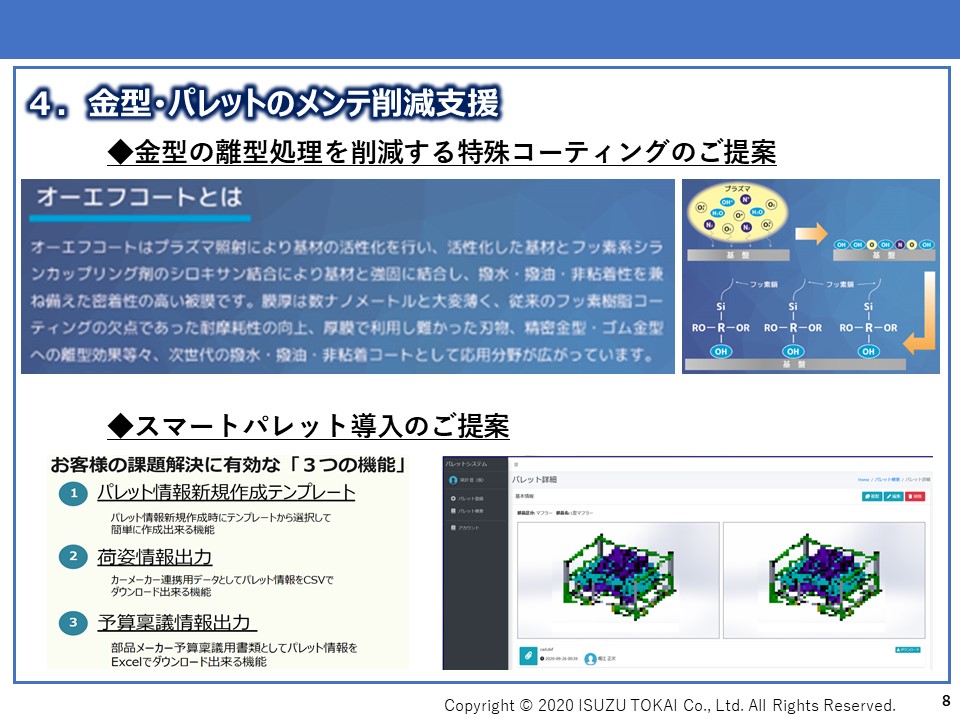 ４．金型・パレットのメンテ削減支援
◆金型の離型処理を削減する特殊コーティングのご提案
オーエフコートとは
オーエフコートはプラズマ照射により基材の活性化を行い、活性化した基材とフッ素系シラ
ンカップリング剤のシロキサン結合により基材と強固に結合し、撥水・撥油・非粘着性を兼
ね備えた密着性の高い被膜です。膜厚は数ナノメートルと大変薄く、従来のフッ素樹脂コー
ティングの欠点であった耐摩耗性の向上、厚膜で利用し難かった刃物、精密金型・ゴム金型
への離型効果等々、次世代の撥水・撥油・非粘着コートとして応用分野が広がっています。
プラズマ
基 盤
OH OH O OH N O OH
基 盤
フッ素鎖 フッ素鎖
Si Si Si
RO－R－OR RO－R－OR RO－R－OR
OH OH OH
基 盤
◆スマートパレット導入のご提案
お客様の課題解決に有効な「３つの機能」
1 パレット情報新規作成テンプレート
パレット情報新規作成時にテンプレートから選択して
簡単に作成出来る機能
2 荷姿情報出力
カーメーカー連携用データとしてパレット情報をCSVで
ダウンロード出来る機能
3 予算稟議情報出力
部品メーカー予算稟議用書類としてパレット情報を
Excelでダウンロード出来る機能
パレットシステム
パレット登録
パレット検索
アカウント
パレット詳細
Home / パレット検索 / パレット詳細
基本情報
複製 編集 削除
部品区分: マフラー
ダウンロード
Copyright © 2020 ISUZU TOKAI Co., Ltd. All Rights Reserved.
8